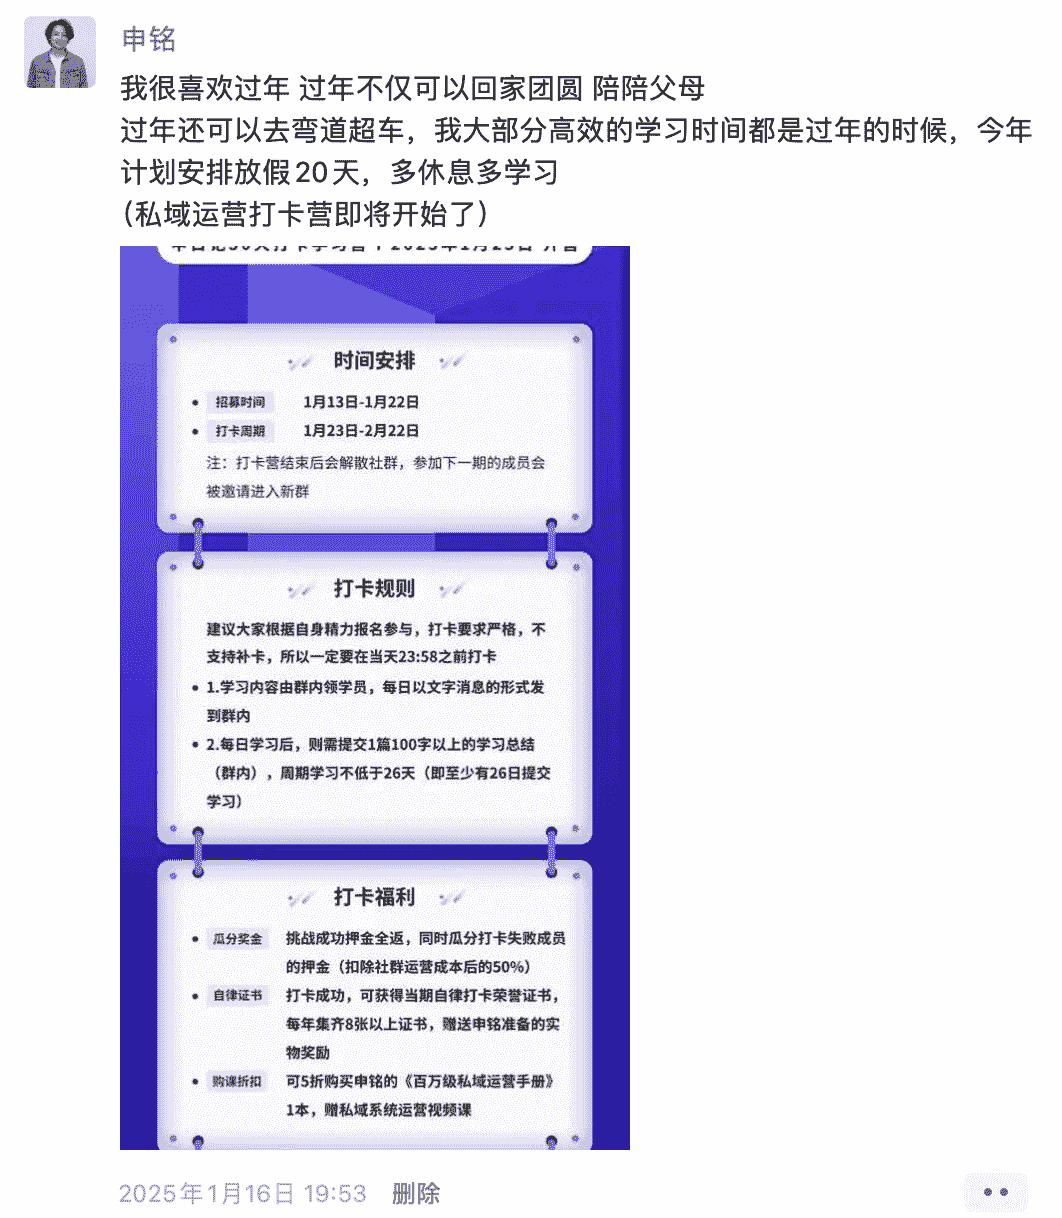 申铭
我很喜欢过年 过年不仅可以回家团圆 陪陪父母
过年还可以去弯道超车，我大部分高效的学习时间都是过年的时候，今年
计划安排放假20天，多休息多学习
（私域运营打卡营即将开始了）
时间安排
招募时间 1月13日-1月22日
打卡周期 1月23日-2月22日
注：打卡营结束后会解散社群，参加下一期的成员会
被邀请进入新群
打卡规则
建议大家根据自身精力报名参与，打卡要求严格，不
支持补卡，所以一定要在当天23:58之前打卡
1.学习内容由群内领学员，每日以文字消息的形式发
到群内
2.每日学习后，则需提交1篇100字以上的学习总结
（群内），周期学习不低于26天（即至少有26日提交
学习）
打卡福利
瓜分奖金 挑战成功押金全返，同时瓜分打卡失败成员
的押金（扣除社群运营成本后的50%）
自律证书 打卡成功，可获得当期自律打卡荣誉证书，
每年集齐8张以上证书，赠送申铭准备的实
物奖励
购课折扣 可5折购买申铭的《百万级私域运营手册》
1本，赠私域系统运营视频课
2025年1月16日 19:53 删除